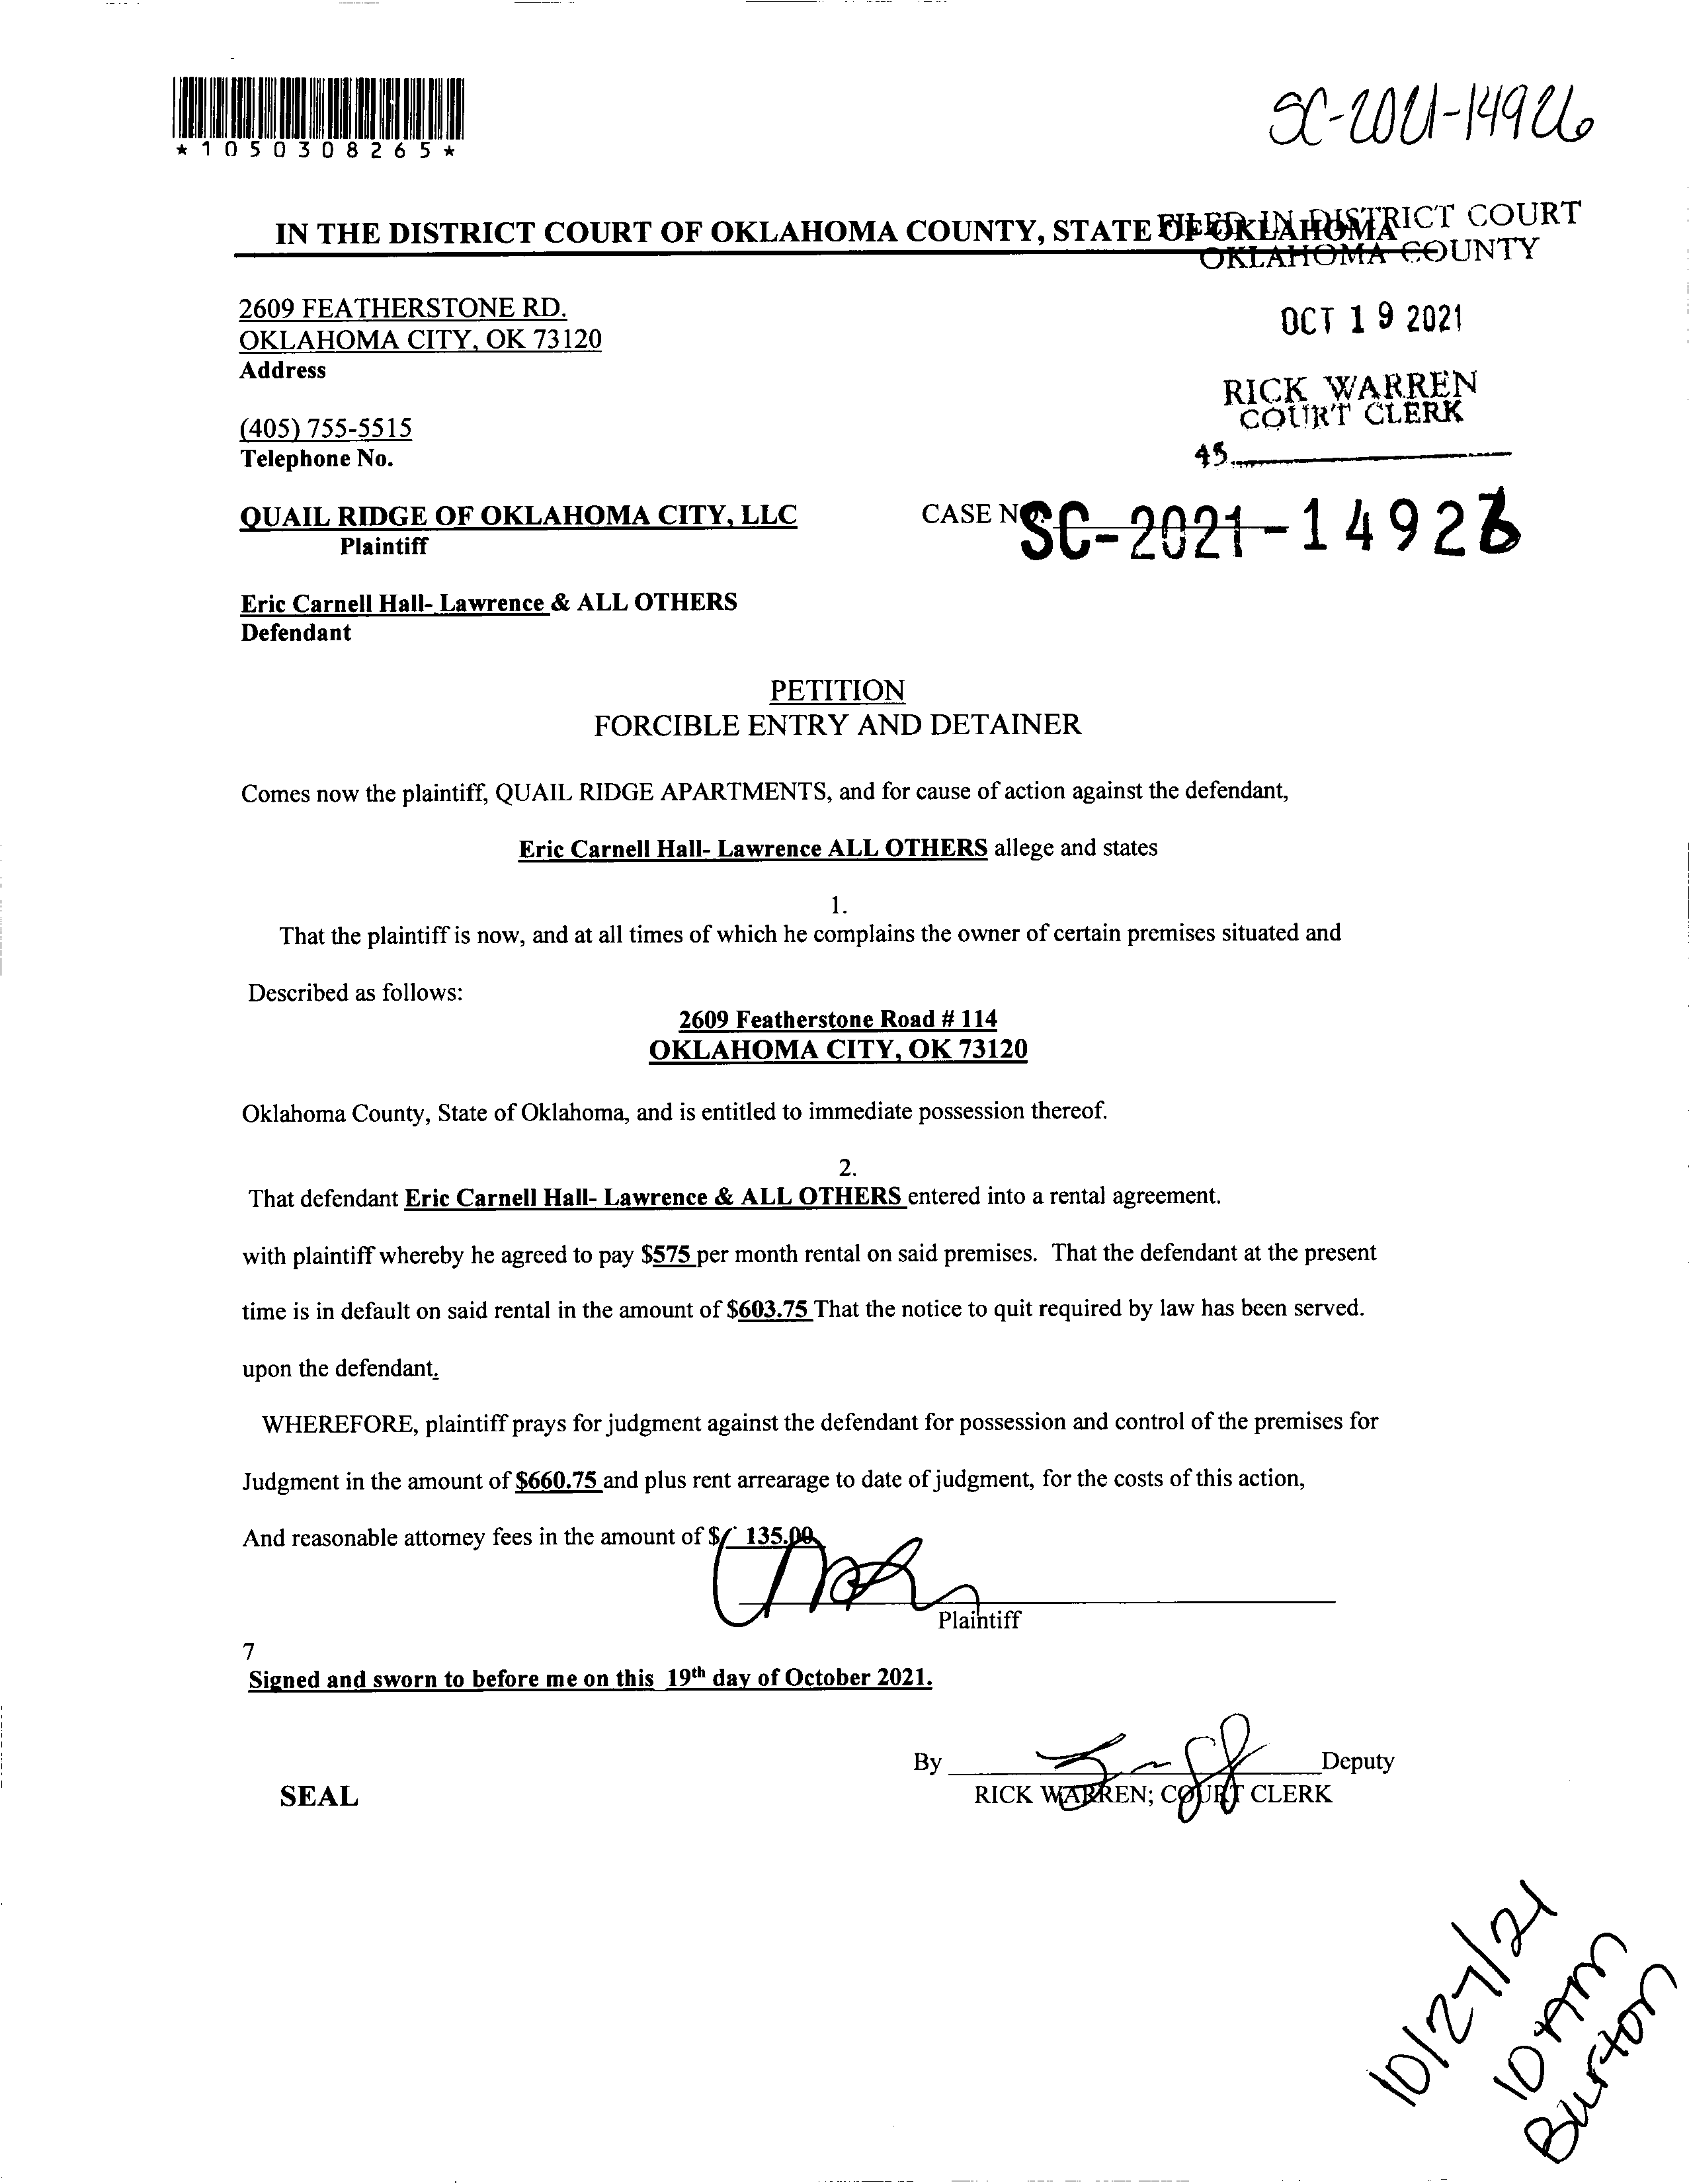 *1050308265*
SC-2021-14926
IN THE DISTRICT COURT OF OKLAHOMA COUNTY, STATE OF OKLAHOMA
FILED IN DISTRICT COURT
OKLAHOMA COUNTY
2609 FEATHERSTONE RD.
OKLAHOMA CITY, OK 73120
Address
OCT 19 2021
RICK WARREN
COURT CLERK
(405) 755-5515
Telephone No.
45
QUAIL RIDGE OF OKLAHOMA CITY, LLC
Plaintiff
CASE NO. SC-2021-14926
Eric Carnell Hall- Lawrence & ALL OTHERS
Defendant
PETITION
FORCIBLE ENTRY AND DETAINER
Comes now the plaintiff, QUAIL RIDGE APARTMENTS, and for cause of action against the defendant,
Eric Carnell Hall- Lawrence ALL OTHERS allege and states
1.
That the plaintiff is now, and at all times of which he complains the owner of certain premises situated and
Described as follows:
2609 Featherstone Road # 114
OKLAHOMA CITY, OK 73120
Oklahoma County, State of Oklahoma, and is entitled to immediate possession thereof.
2.
That defendant Eric Carnell Hall- Lawrence & ALL OTHERS entered into a rental agreement.
with plaintiff whereby he agreed to pay $575 per month rental on said premises. That the defendant at the present
time is in default on said rental in the amount of $603.75 That the notice to quit required by law has been served.
upon the defendant.
WHEREFORE, plaintiff prays for judgment against the defendant for possession and control of the premises for
Judgment in the amount of $660.75 and plus rent arrearage to date of judgment, for the costs of this action,
And reasonable attorney fees in the amount of $ 135.00
Plaintiff
7
Signed and sworn to before me on this 19th day of October 2021.
By Deputy
RICK WARREN; COURT CLERK
SEAL
10/27/21
10 AM
Burton